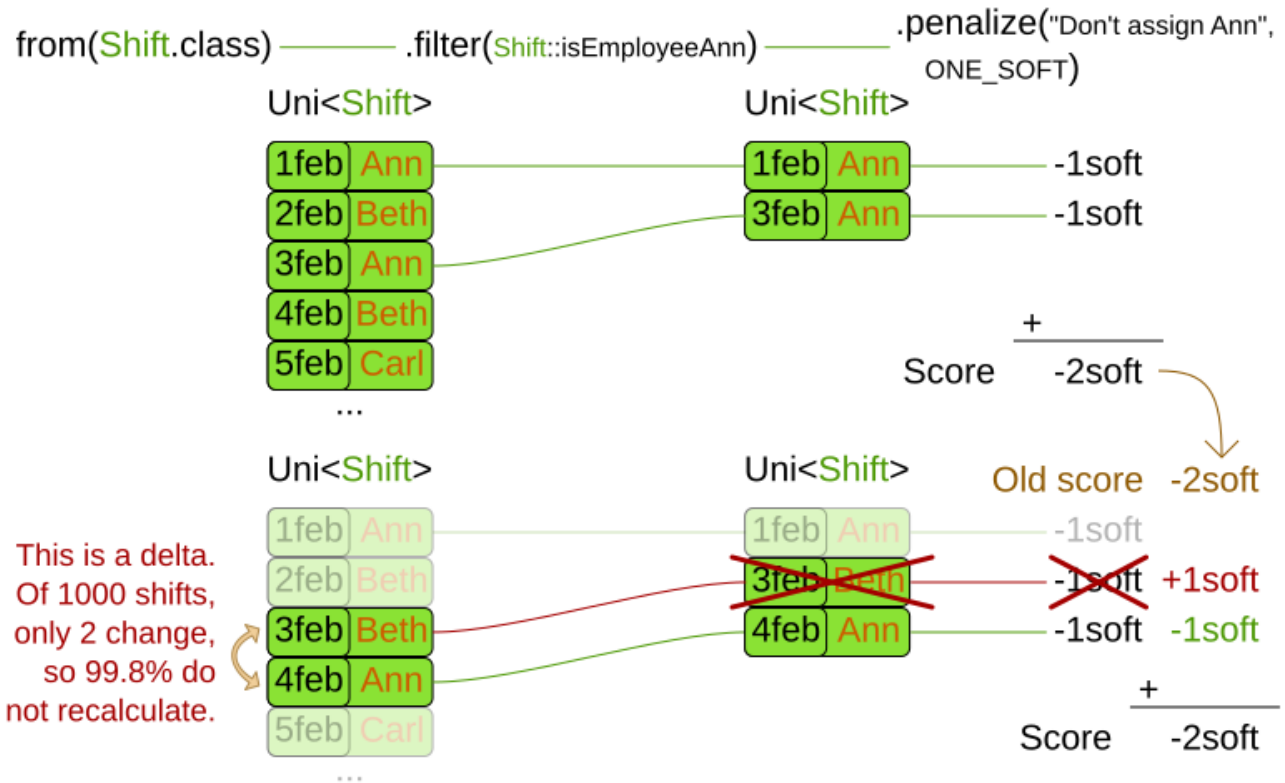 from(Shift.class) .filter(Shift::isEmployeeAnn) .penalize("Don't assign Ann",
ONE_SOFT)
Uni<Shift> Uni<Shift>
1feb Ann 1feb Ann -1soft
2feb Beth 3feb Ann -1soft
3feb Ann
4feb Beth
5feb Carl
...
+
Score -2soft
Uni<Shift> Uni<Shift>
Old score -2soft
1feb Ann 1feb Ann -1soft
This is a delta.
Of 1000 shifts,
only 2 change,
so 99.8% do
not recalculate.
2feb Beth 3feb Beth -1soft +1soft
3feb Beth 4feb Ann -1soft -1soft
4feb Ann
5feb Carl
...
+
Score -2soft